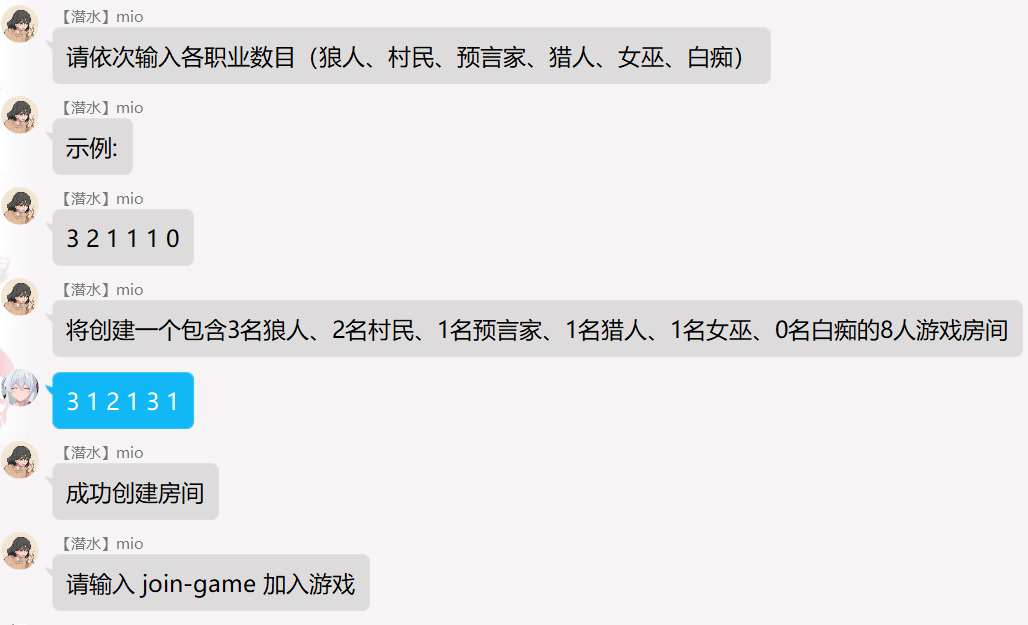 【潜水】mio
请依次输入各职业数目（狼人、村民、预言家、猎人、女巫、白痴）
【潜水】mio
示例:
【潜水】mio
3 2 1 1 1 0
【潜水】mio
将创建一个包含3名狼人、2名村民、1名预言家、1名猎人、1名女巫、0名白痴的8人游戏房间
3 1 2 1 3 1
【潜水】mio
成功创建房间
【潜水】mio
请输入 join-game 加入游戏